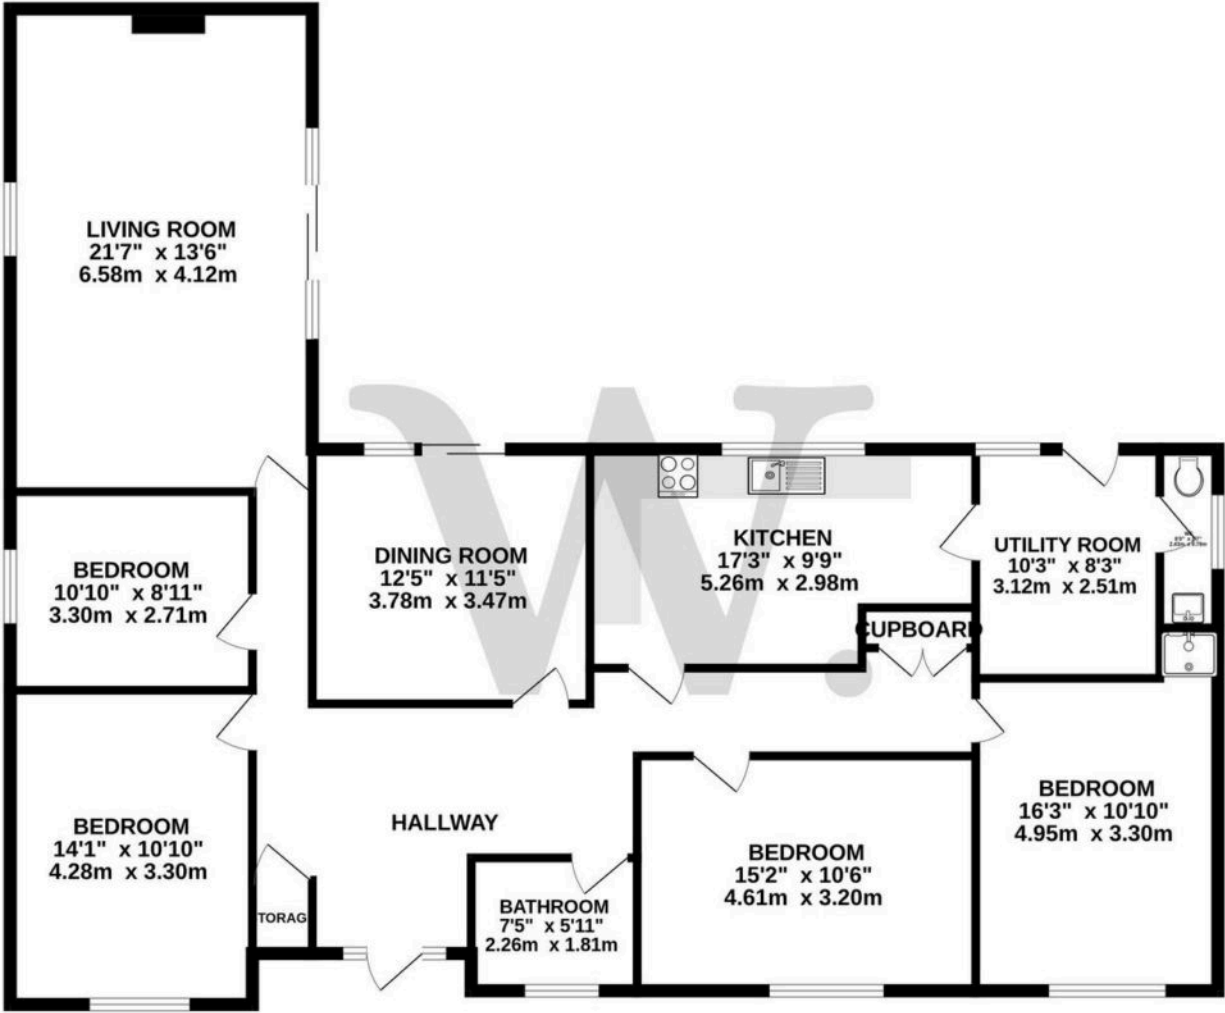 LIVING ROOM
21'7" x 13'6"
6.58m x 4.12m
BEDROOM
10'10" x 8'11"
3.30m x 2.71m
DINING ROOM
12'5" x 11'5"
3.78m x 3.47m
KITCHEN
17'3" x 9'9"
5.26m x 2.98m
UTILITY ROOM
10'3" x 8'3"
3.12m x 2.51m
CUPBOARD
W.
BEDROOM
14'1" x 10'10"
4.28m x 3.30m
TORAG
HALLWAY
BATHROOM
7'5" x 5'11"
2.26m x 1.81m
BEDROOM
15'2" x 10'6"
4.61m x 3.20m
BEDROOM
16'3" x 10'10"
4.95m x 3.30m